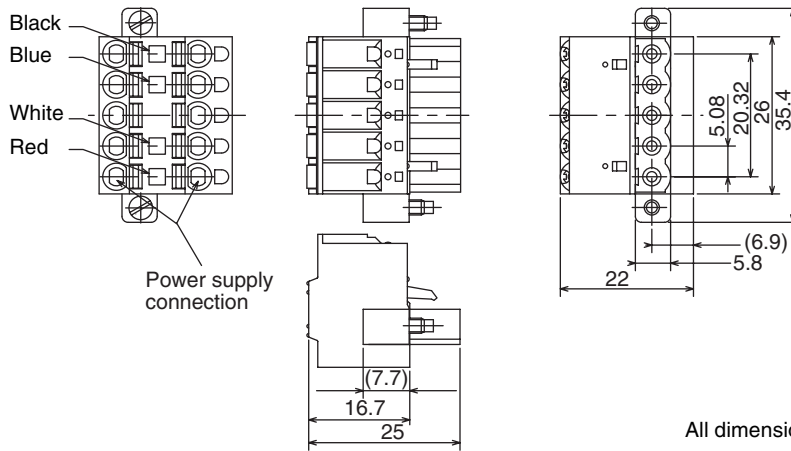 Black
Blue
White
Red
Power supply
connection
5.08
20.32
26
35.4
(6.9)
5.8
22
(7.7)
16.7
25
All dimensio